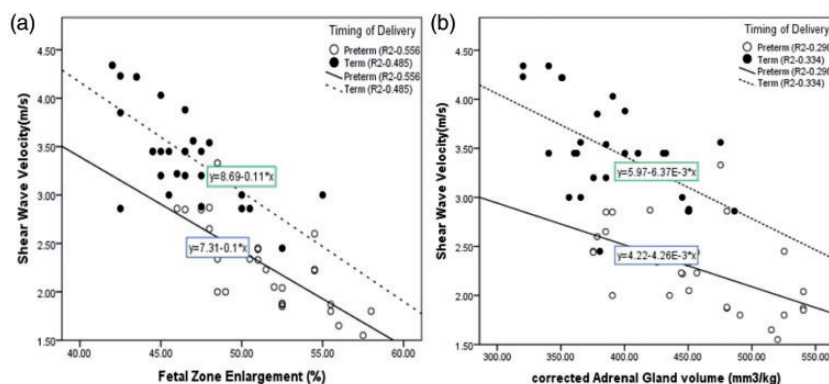 (a)
Timing of Delivery
Preterm (R2-0.556
Term (R2-0.485)
Preterm (R2-0.556
Term (R2-0.485)
Shear Wave Velocity(m/s)
4.50
4.00
3.50
3.00
2.50
2.00
1.50
y=8.69-0.11*x
y=7.31-0.1*x
40.00 45.00 50.00 55.00 60.00
Fetal Zone Enlargement (%)
(b)
Timing of Delivery
Preterm (R2-0.290
Term (R2-0.334)
Preterm (R2-0.290
Term (R2-0.334)
Shear Wave Velocity(m/s)
4.50
4.00
3.50
3.00
2.50
2.00
1.50
y=5.97-6.37E-3*x
y=4.22-4.26E-3*x
300.00 350.00 400.00 450.00 500.00 550.00
corrected Adrenal Gland volume (mm3/kg)